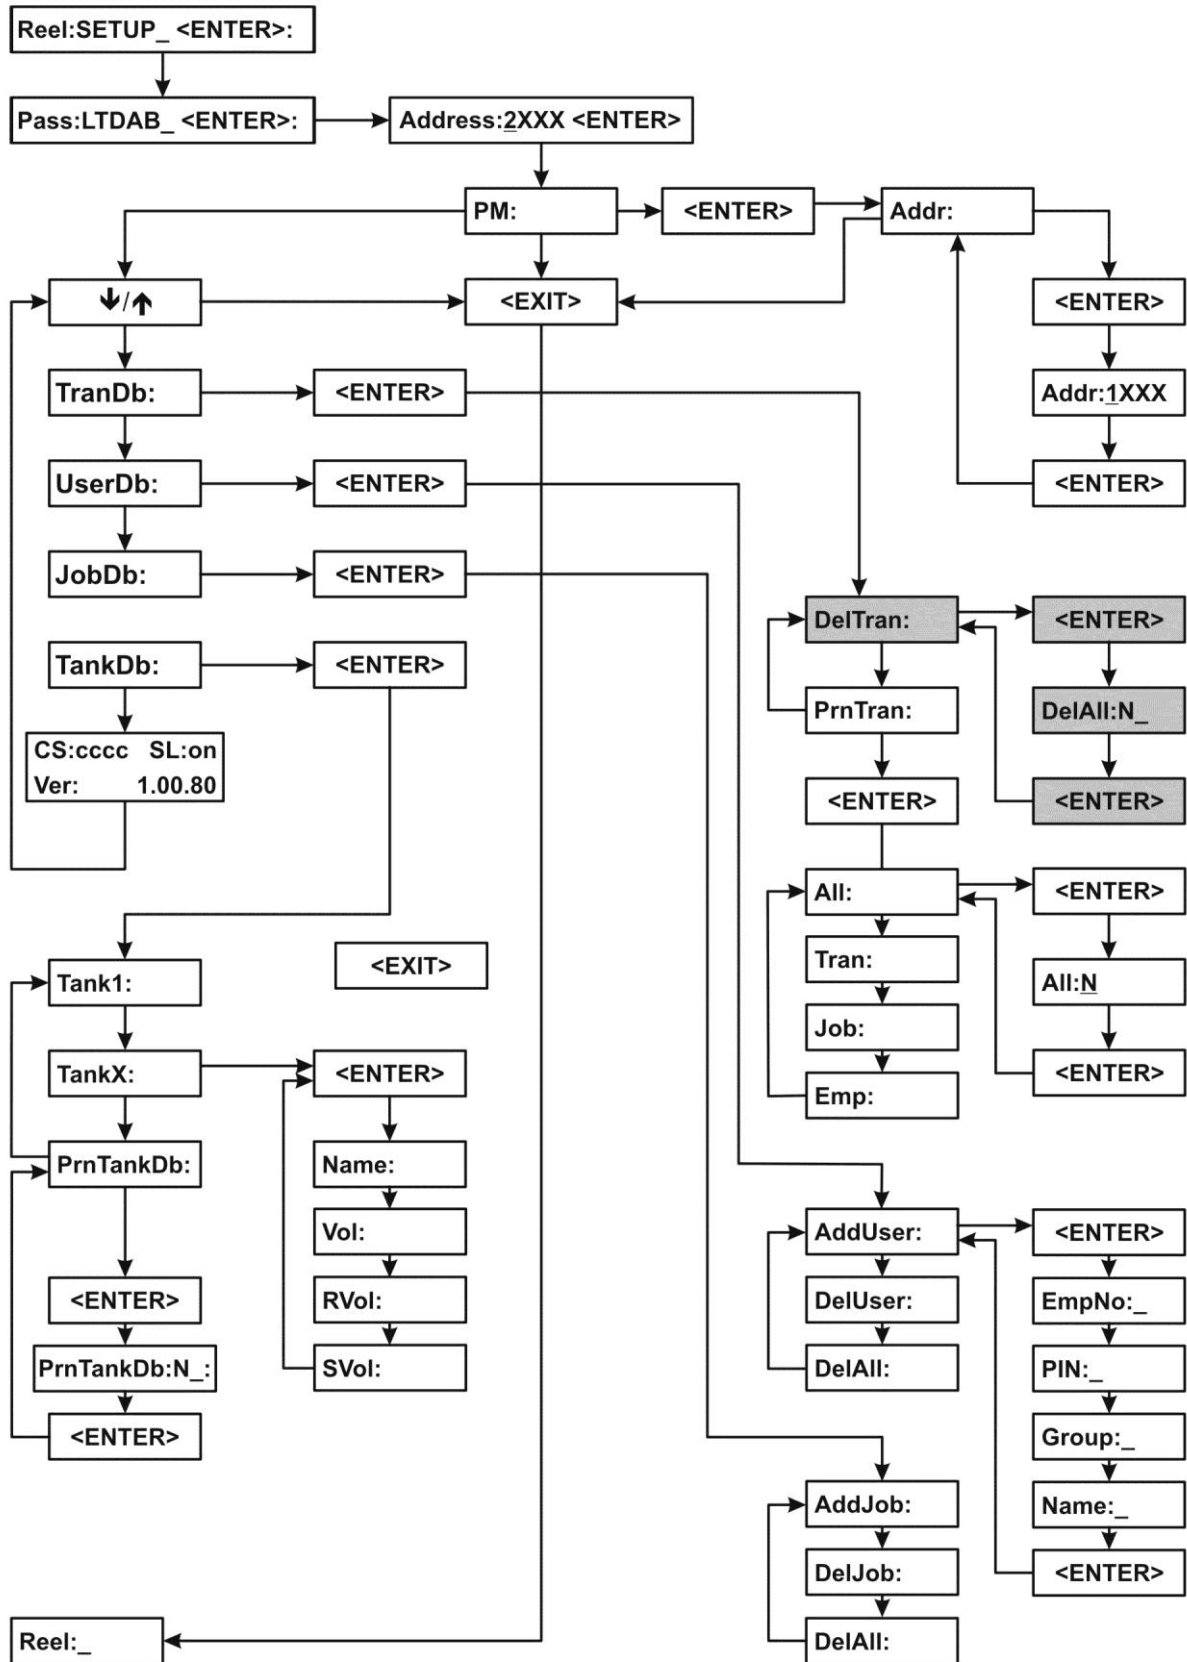 Reel:SETUP_ <ENTER>:
Pass:LTDAB_ <ENTER>:
Address:2XXX <ENTER>
PM:
<ENTER>
Addr:
↓/↑
<EXIT>
<ENTER>
TranDb:
<ENTER>
Addr:1XXX
UserDb:
<ENTER>
<ENTER>
JobDb:
<ENTER>
DelTran:
<ENTER>
TankDb:
<ENTER>
PrnTran:
DelAll:N_
CS:cccc SL:on
Ver: 1.00.80
<ENTER>
<ENTER>
All:
<ENTER>
Tran:
<EXIT>
Tank1:
All:N
Job:
TankX:
<ENTER>
Emp:
<ENTER>
PrnTankDb:
Name:
Vol:
AddUser:
<ENTER>
<ENTER>
RVol:
DelUser:
EmpNo:_
PrnTankDb:N_:
SVol:
DelAll:
PIN:_
<ENTER>
Group:_
AddJob:
Name:_
DelJob:
<ENTER>
Reel:_
DelAll: